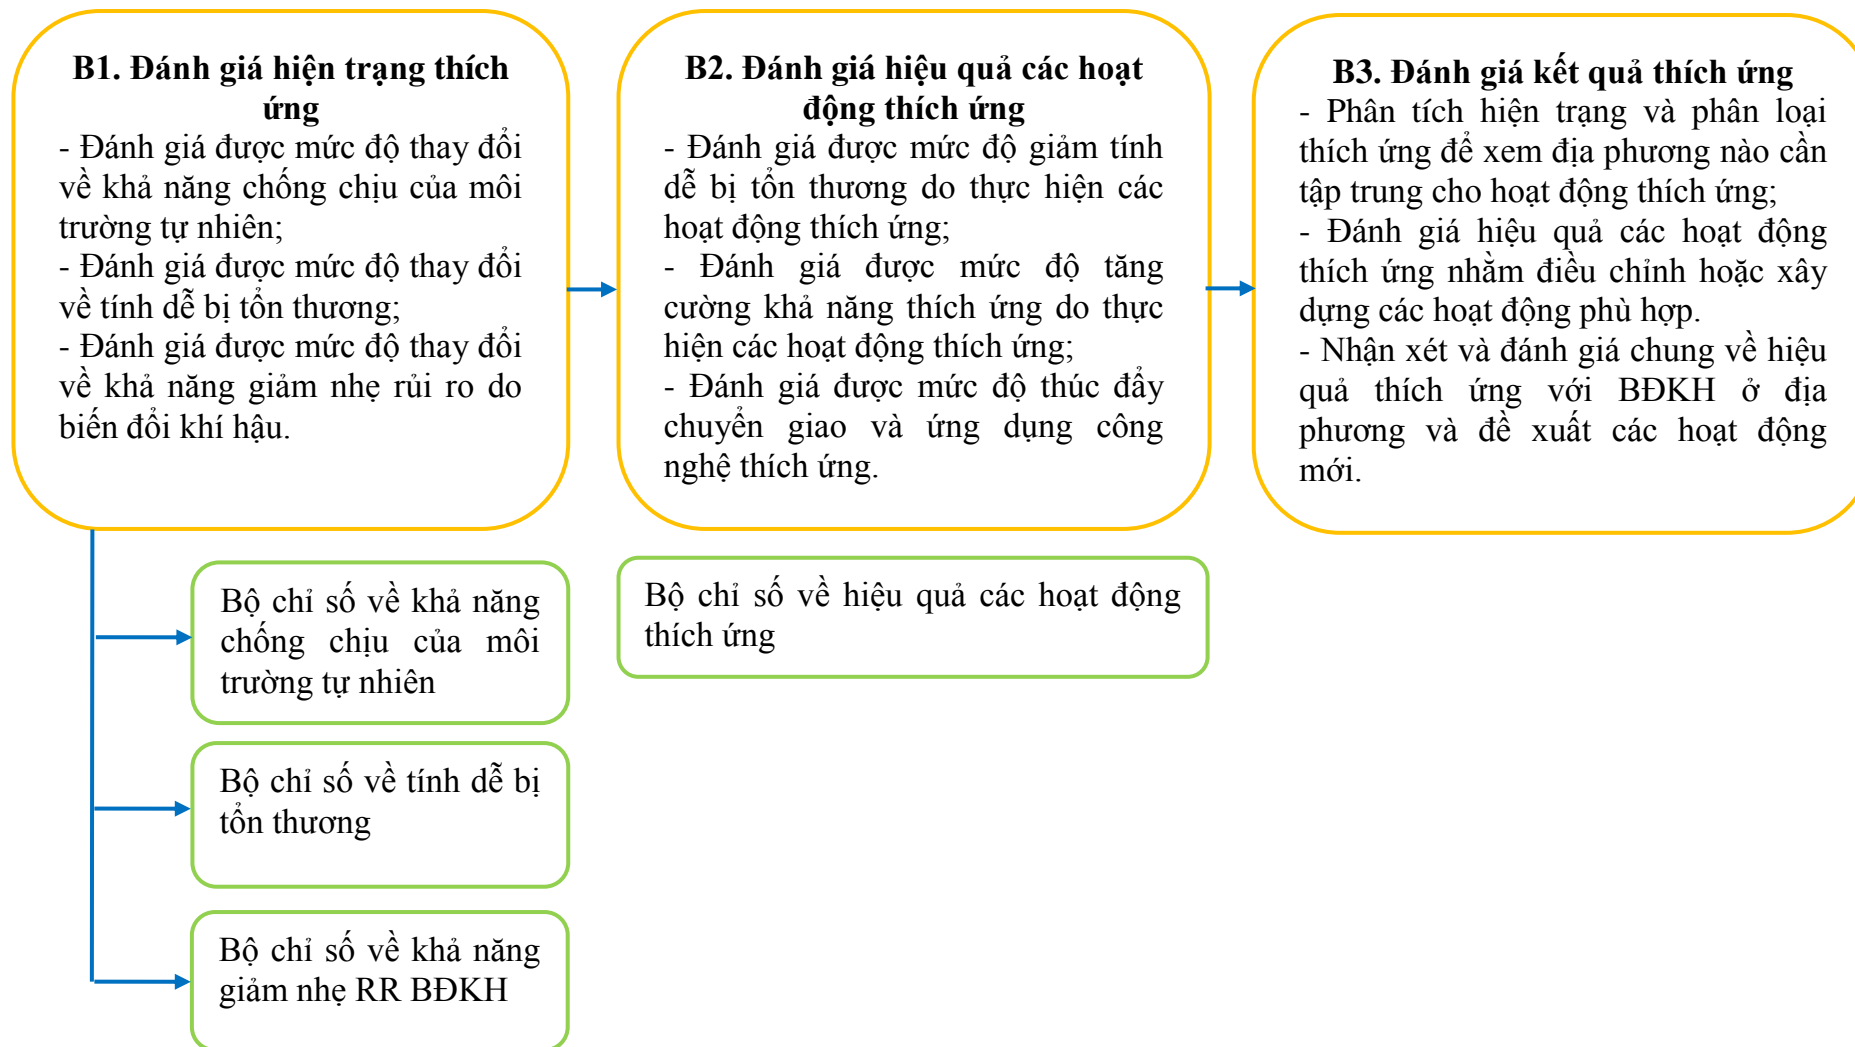 B1. Đánh giá hiện trạng thích
ứng
- Đánh giá được mức độ thay đổi
về khả năng chống chịu của môi
trường tự nhiên;
- Đánh giá được mức độ thay đổi
về tính dễ bị tổn thương;
- Đánh giá được mức độ thay đổi
về khả năng giảm nhẹ rủi ro do
biến đổi khí hậu.
B2. Đánh giá hiệu quả các hoạt
động thích ứng
- Đánh giá được mức độ giảm tính
dễ bị tổn thương do thực hiện các
hoạt động thích ứng;
- Đánh giá được mức độ tăng
cường khả năng thích ứng do thực
hiện các hoạt động thích ứng;
- Đánh giá được mức độ thúc đẩy
chuyển giao và ứng dụng công
nghệ thích ứng.
B3. Đánh giá kết quả thích ứng
- Phân tích hiện trạng và phân loại
thích ứng để xem địa phương nào cần
tập trung cho hoạt động thích ứng;
- Đánh giá hiệu quả các hoạt động
thích ứng nhằm điều chỉnh hoặc xây
dựng các hoạt động phù hợp.
- Nhận xét và đánh giá chung về hiệu
quả thích ứng với BĐKH ở địa
phương và đề xuất các hoạt động
mới.
Bộ chỉ số về khả năng
chống chịu của môi
trường tự nhiên
Bộ chỉ số về tính dễ bị
tổn thương
Bộ chỉ số về khả năng
giảm nhẹ RR BĐKH
Bộ chỉ số về hiệu quả các hoạt động
thích ứng